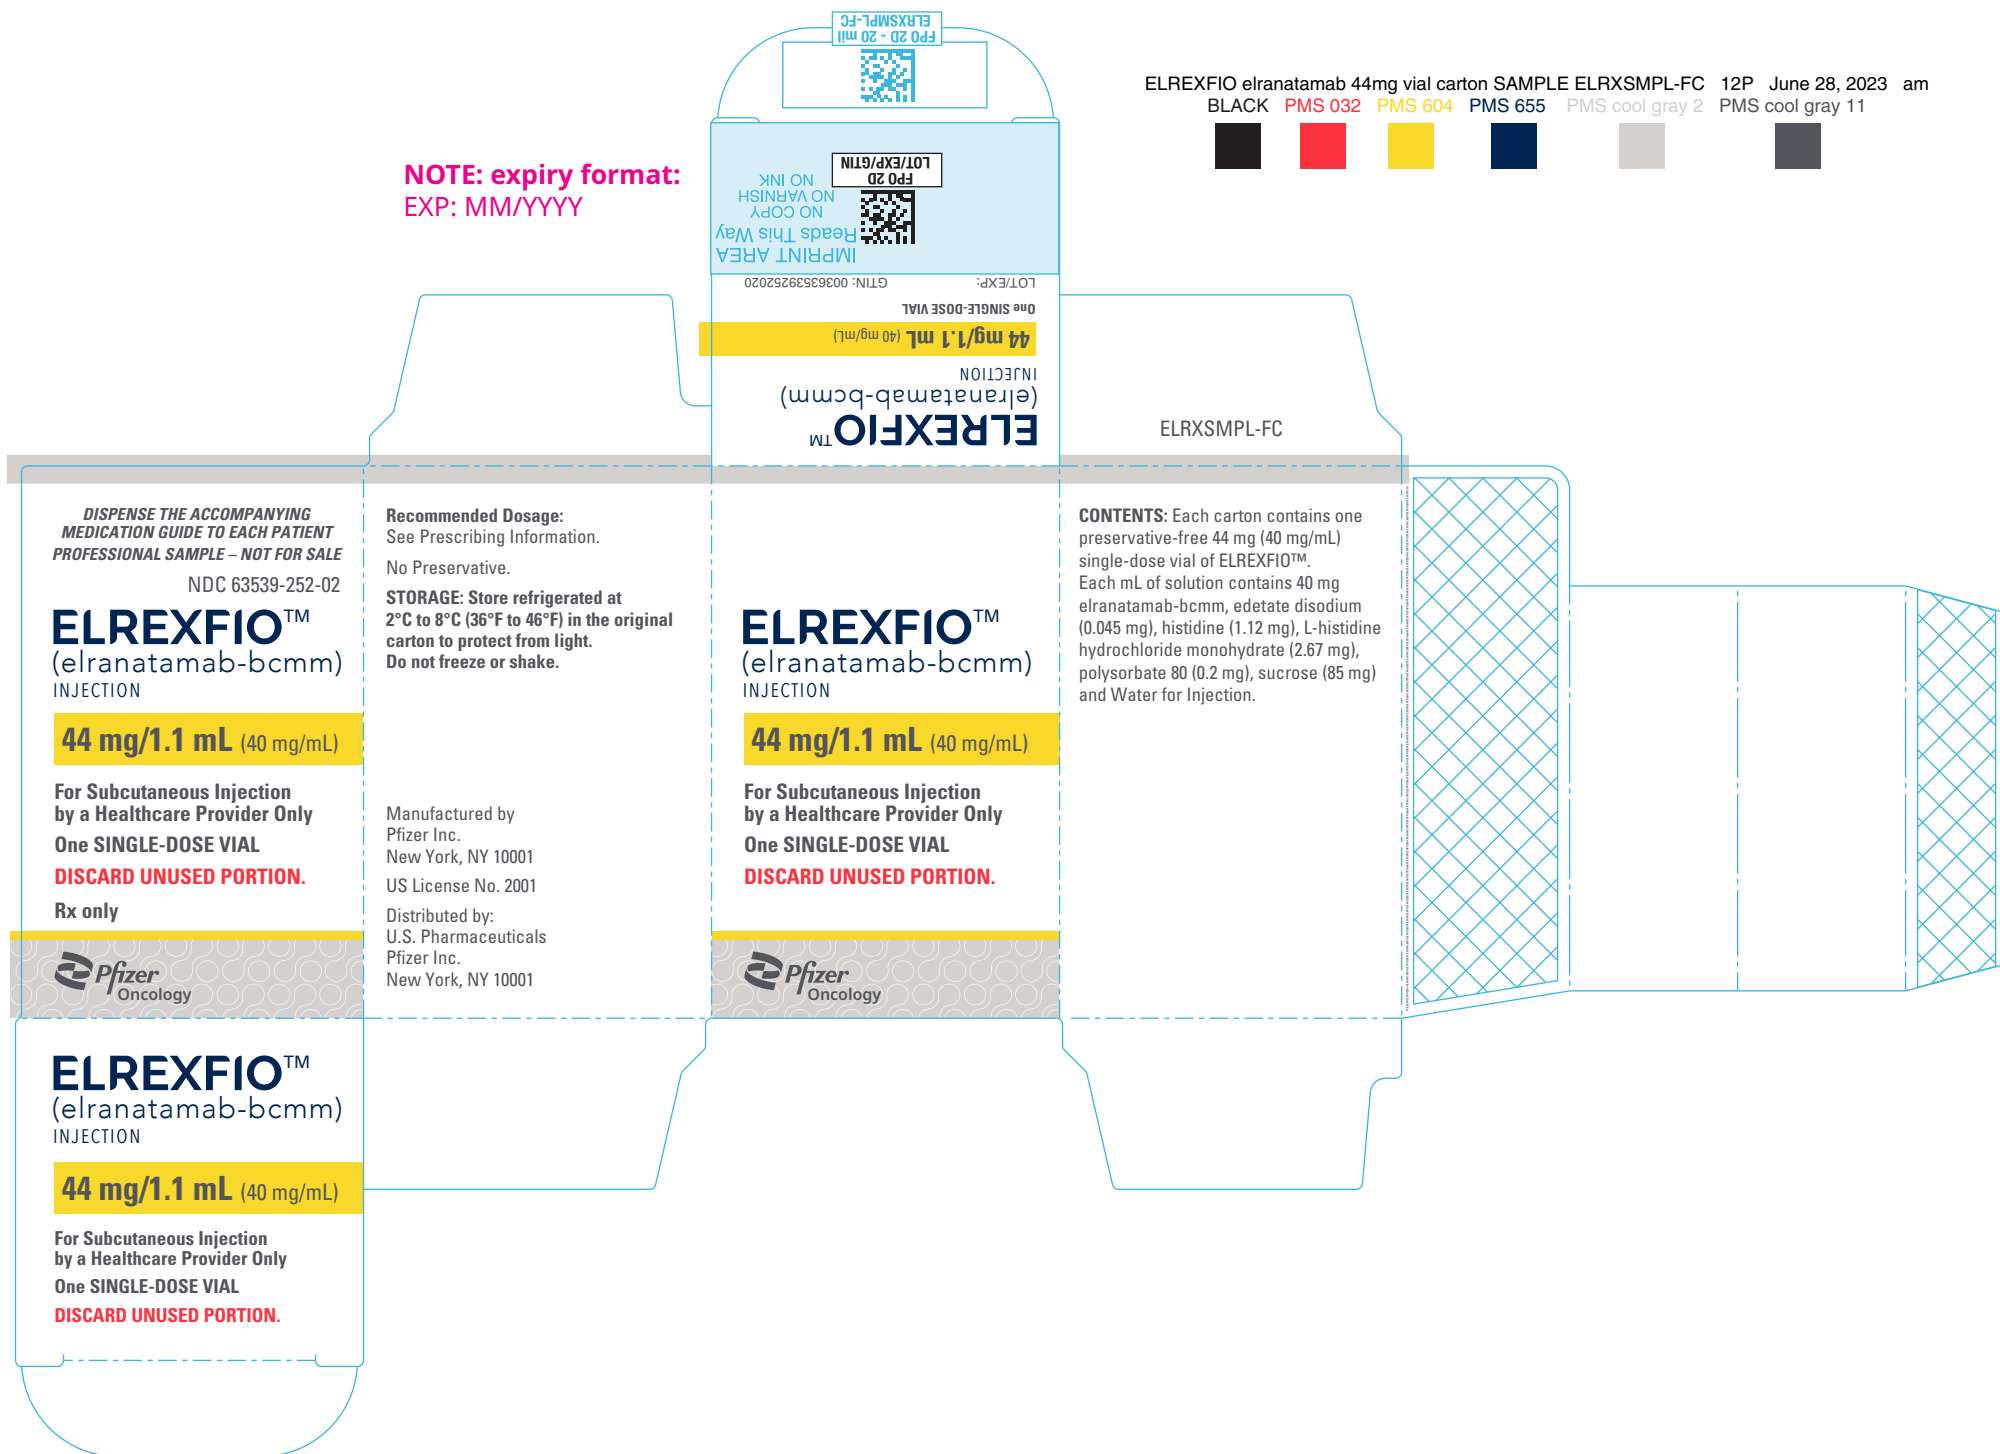 ELREXFIO elranatamab 44mg vial carton SAMPLE ELRXSMPL-FC 12P June 28, 2023 am
BLACK PMS 032 PMS 604 PMS 655 PMS cool gray 2 PMS cool gray 11
NOTE: expiry format:
EXP: MM/YYYY
FPO 2D - 20 mil
ELRXSMPL-FC
FPO 2D
LOT/EXP/GTIN
IMPRINT AREA
Reads This Way
NO COPY
NO VARNISH
NO INK
LOT/EXP: GTIN: 00363539252020
ELREXFIO™
(elranatamab-bcmm)
INJECTION
44 mg/1.1 mL (40 mg/mL)
One SINGLE-DOSE VIAL
ELRXSMPL-FC
DISPENSE THE ACCOMPANYING
MEDICATION GUIDE TO EACH PATIENT
PROFESSIONAL SAMPLE – NOT FOR SALE
NDC 63539-252-02
ELREXFIO™
(elranatamab-bcmm)
INJECTION
44 mg/1.1 mL (40 mg/mL)
For Subcutaneous Injection
by a Healthcare Provider Only
One SINGLE-DOSE VIAL
DISCARD UNUSED PORTION.
Rx only
Pfizer
Oncology
Recommended Dosage:
See Prescribing Information.
No Preservative.
STORAGE: Store refrigerated at
2°C to 8°C (36°F to 46°F) in the original
carton to protect from light.
Do not freeze or shake.
Manufactured by
Pfizer Inc.
New York, NY 10001
US License No. 2001
Distributed by:
U.S. Pharmaceuticals
Pfizer Inc.
New York, NY 10001
ELREXFIO™
(elranatamab-bcmm)
INJECTION
44 mg/1.1 mL (40 mg/mL)
For Subcutaneous Injection
by a Healthcare Provider Only
One SINGLE-DOSE VIAL
DISCARD UNUSED PORTION.
Pfizer
Oncology
CONTENTS: Each carton contains one
preservative-free 44 mg (40 mg/mL)
single-dose vial of ELREXFIO™.
Each mL of solution contains 40 mg
elranatamab-bcmm, edetate disodium
(0.045 mg), histidine (1.12 mg), L-histidine
hydrochloride monohydrate (2.67 mg),
polysorbate 80 (0.2 mg), sucrose (85 mg)
and Water for Injection.
ELREXFIO™
(elranatamab-bcmm)
INJECTION
44 mg/1.1 mL (40 mg/mL)
For Subcutaneous Injection
by a Healthcare Provider Only
One SINGLE-DOSE VIAL
DISCARD UNUSED PORTION.